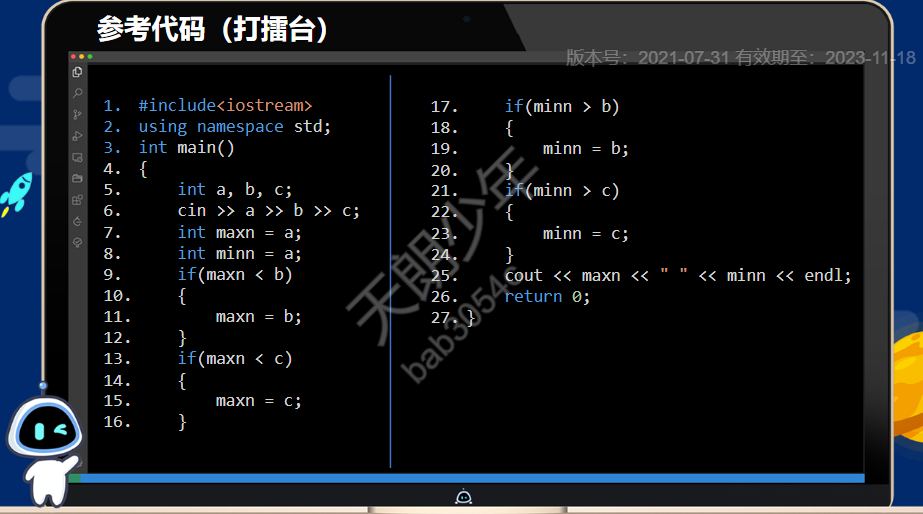 参考代码（打擂台）
版本号：2021-07-31 有效期至：2023-11-18
1. #include<iostream>
2. using namespace std;
3. int main()
4. {
5. int a, b, c;
6. cin >> a >> b >> c;
7. int maxn = a;
8. int minn = a;
9. if(maxn < b)
10. {
11. maxn = b;
12. }
13. if(maxn < c)
14. {
15. maxn = c;
16. }
17. if(minn > b)
18. {
19. minn = b;
20. }
21. if(minn > c)
22. {
23. minn = c;
24. }
25. cout << maxn << " " << minn << endl;
26. return 0;
27. }
天朗少年